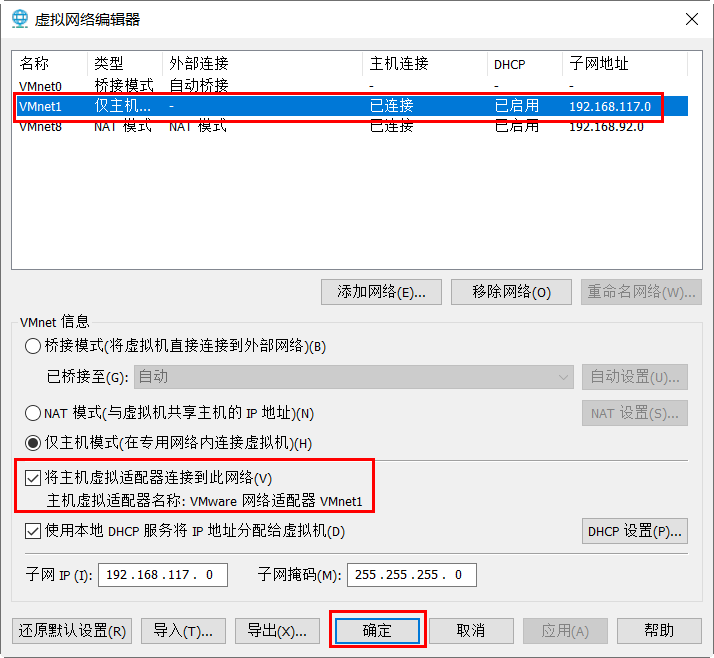 虚拟网络编辑器
名称 类型 外部连接 主机连接 DHCP 子网地址
VMnet0 桥接模式 自动桥接 - - -
VMnet1 仅主机... - 已连接 已启用 192.168.117.0
VMnet8 NAT 模式 NAT 模式 已连接 已启用 192.168.92.0
添加网络(E)... 移除网络(O) 重命名网络(W)...
VMnet 信息
桥接模式(将虚拟机直接连接到外部网络)(B)
已桥接至(G): 自动 自动设置(U)...
NAT 模式(与虚拟机共享主机的 IP 地址)(N) NAT 设置(S)...
仅主机模式(在专用网络内连接虚拟机)(H)
将主机虚拟适配器连接到此网络(V)
主机虚拟适配器名称: VMware 网络适配器 VMnet1
使用本地 DHCP 服务将 IP 地址分配给虚拟机(D) DHCP 设置(P)...
子网 IP (I): 192 . 168 . 117 . 0 子网掩码(M): 255 . 255 . 255 . 0
还原默认设置(R) 导入(T)... 导出(X)... 确定 取消 应用(A) 帮助